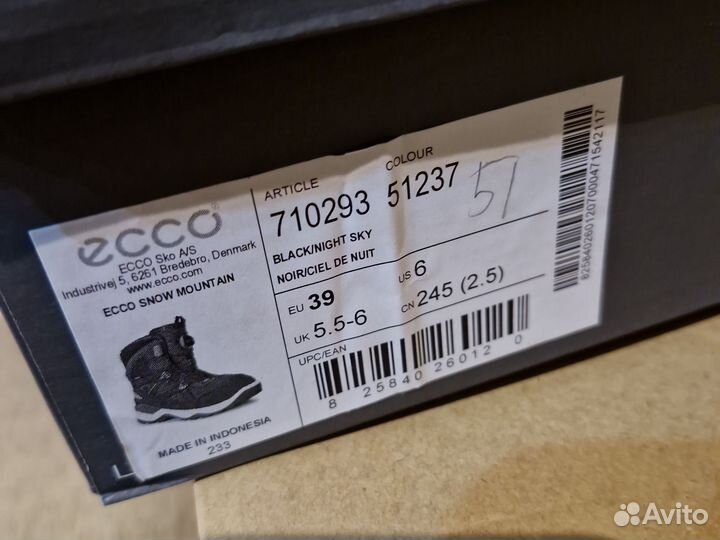 ecco®
ECCO Sko A/S
Industrivej 5, 6261 Bredebro, Denmark
www.ecco.com
ECCO SNOW MOUNTAIN
MADE IN INDONESIA
233
ARTICLE COLOUR
710293 51237 57
BLACK/NIGHT SKY
NOIR/CIEL DE NUIT
EU 39 US 6
UK 5.5-6 CN 245 (2.5)
UPC/EAN
8 25840 26012 0
8258402601207000471542117
Avito